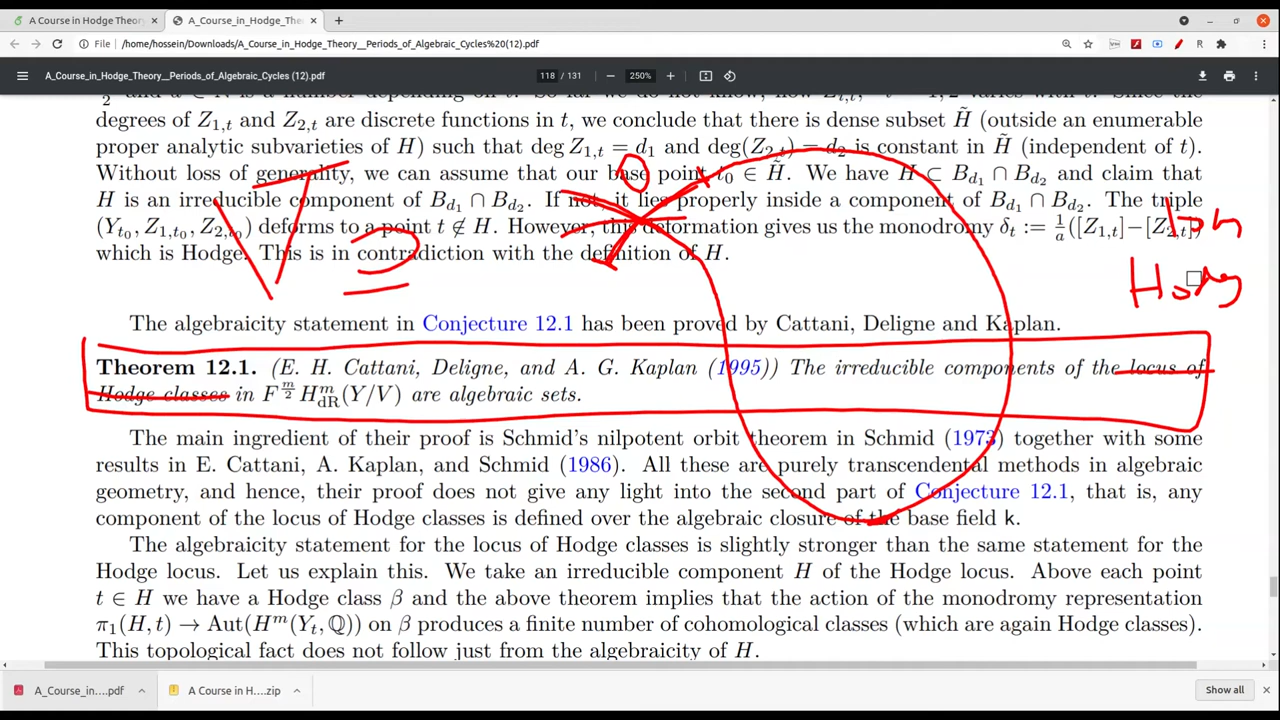 A Course in Hodge Theory
A_Course_in_Hodge_The
File
/home/hossein/Downloads/A_Course_in_Hodge_Theory__Periods_of_Algebraic_Cycles%20(12).pdf
R
A_Course_in_Hodge_Theory__Periods_of_Algebraic_Cycles (12).pdf
118 / 131
250%
degrees of Z1,t and Z2,t are discrete functions in t, we conclude that there is dense subset H̃ (outside an enumerable
proper analytic subvarieties of H) such that deg Z1,t = d1 and deg(Z2,t) = d2 is constant in H̃ (independent of t).
Without loss of generality, we can assume that our base point t0 ∈ H̃. We have H ⊂ Bd1 ∩ Bd2 and claim that
H is an irreducible component of Bd1 ∩ Bd2. If not, it lies properly inside a component of Bd1 ∩ Bd2. The triple
(Yt0, Z1,t0, Z2,t0) deforms to a point t ∉ H. However, this deformation gives us the monodromy δt := 1/a([Z1,t]−[Z2,t])
which is Hodge. This is in contradiction with the definition of H.
The algebraicity statement in Conjecture 12.1 has been proved by Cattani, Deligne and Kaplan.
Theorem 12.1. (E. H. Cattani, Deligne, and A. G. Kaplan (1995)) The irreducible components of the locus of
Hodge classes in F^{m/2} H^m_dR(Y/V) are algebraic sets.
The main ingredient of their proof is Schmid's nilpotent orbit theorem in Schmid (1973) together with some
results in E. Cattani, A. Kaplan, and Schmid (1986). All these are purely transcendental methods in algebraic
geometry, and hence, their proof does not give any light into the second part of Conjecture 12.1, that is, any
component of the locus of Hodge classes is defined over the algebraic closure of the base field k.
The algebraicity statement for the locus of Hodge classes is slightly stronger than the same statement for the
Hodge locus. Let us explain this. We take an irreducible component H of the Hodge locus. Above each point
t ∈ H we have a Hodge class β and the above theorem implies that the action of the monodromy representation
π1(H, t) → Aut(H^m(Yt, ℚ)) on β produces a finite number of cohomological classes (which are again Hodge classes).
This topological fact does not follow just from the algebraicity of H.
A_Course_in....pdf
A Course in H....zip
Show all